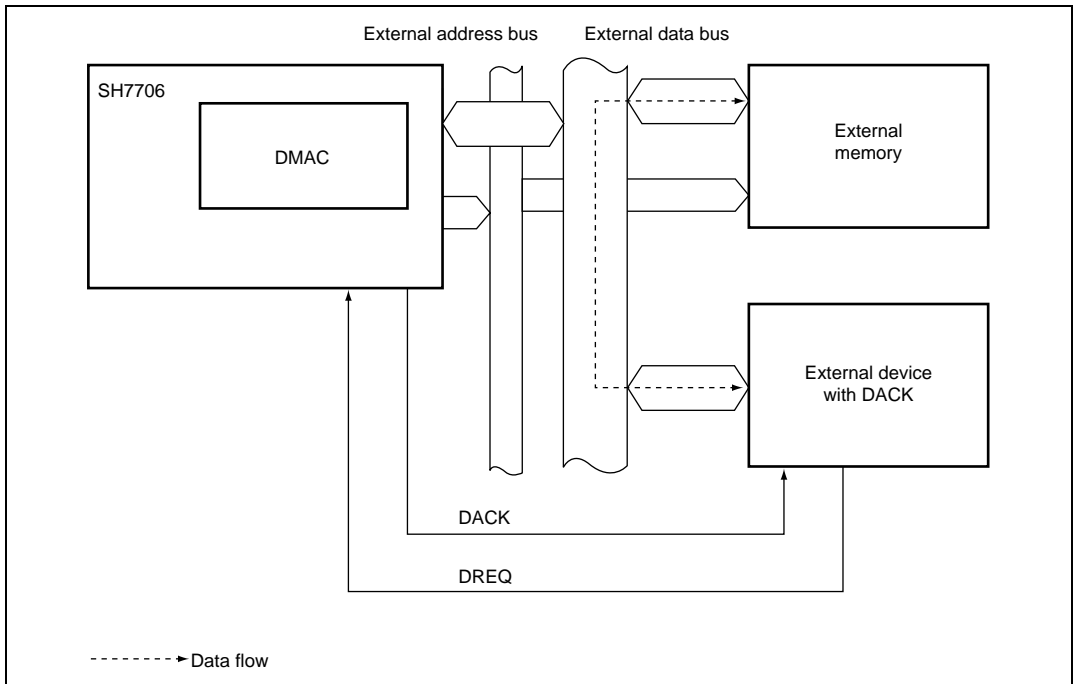 External address bus
External data bus
SH7706
DMAC
External
memory
External device
with DACK
DACK
DREQ
Data flow